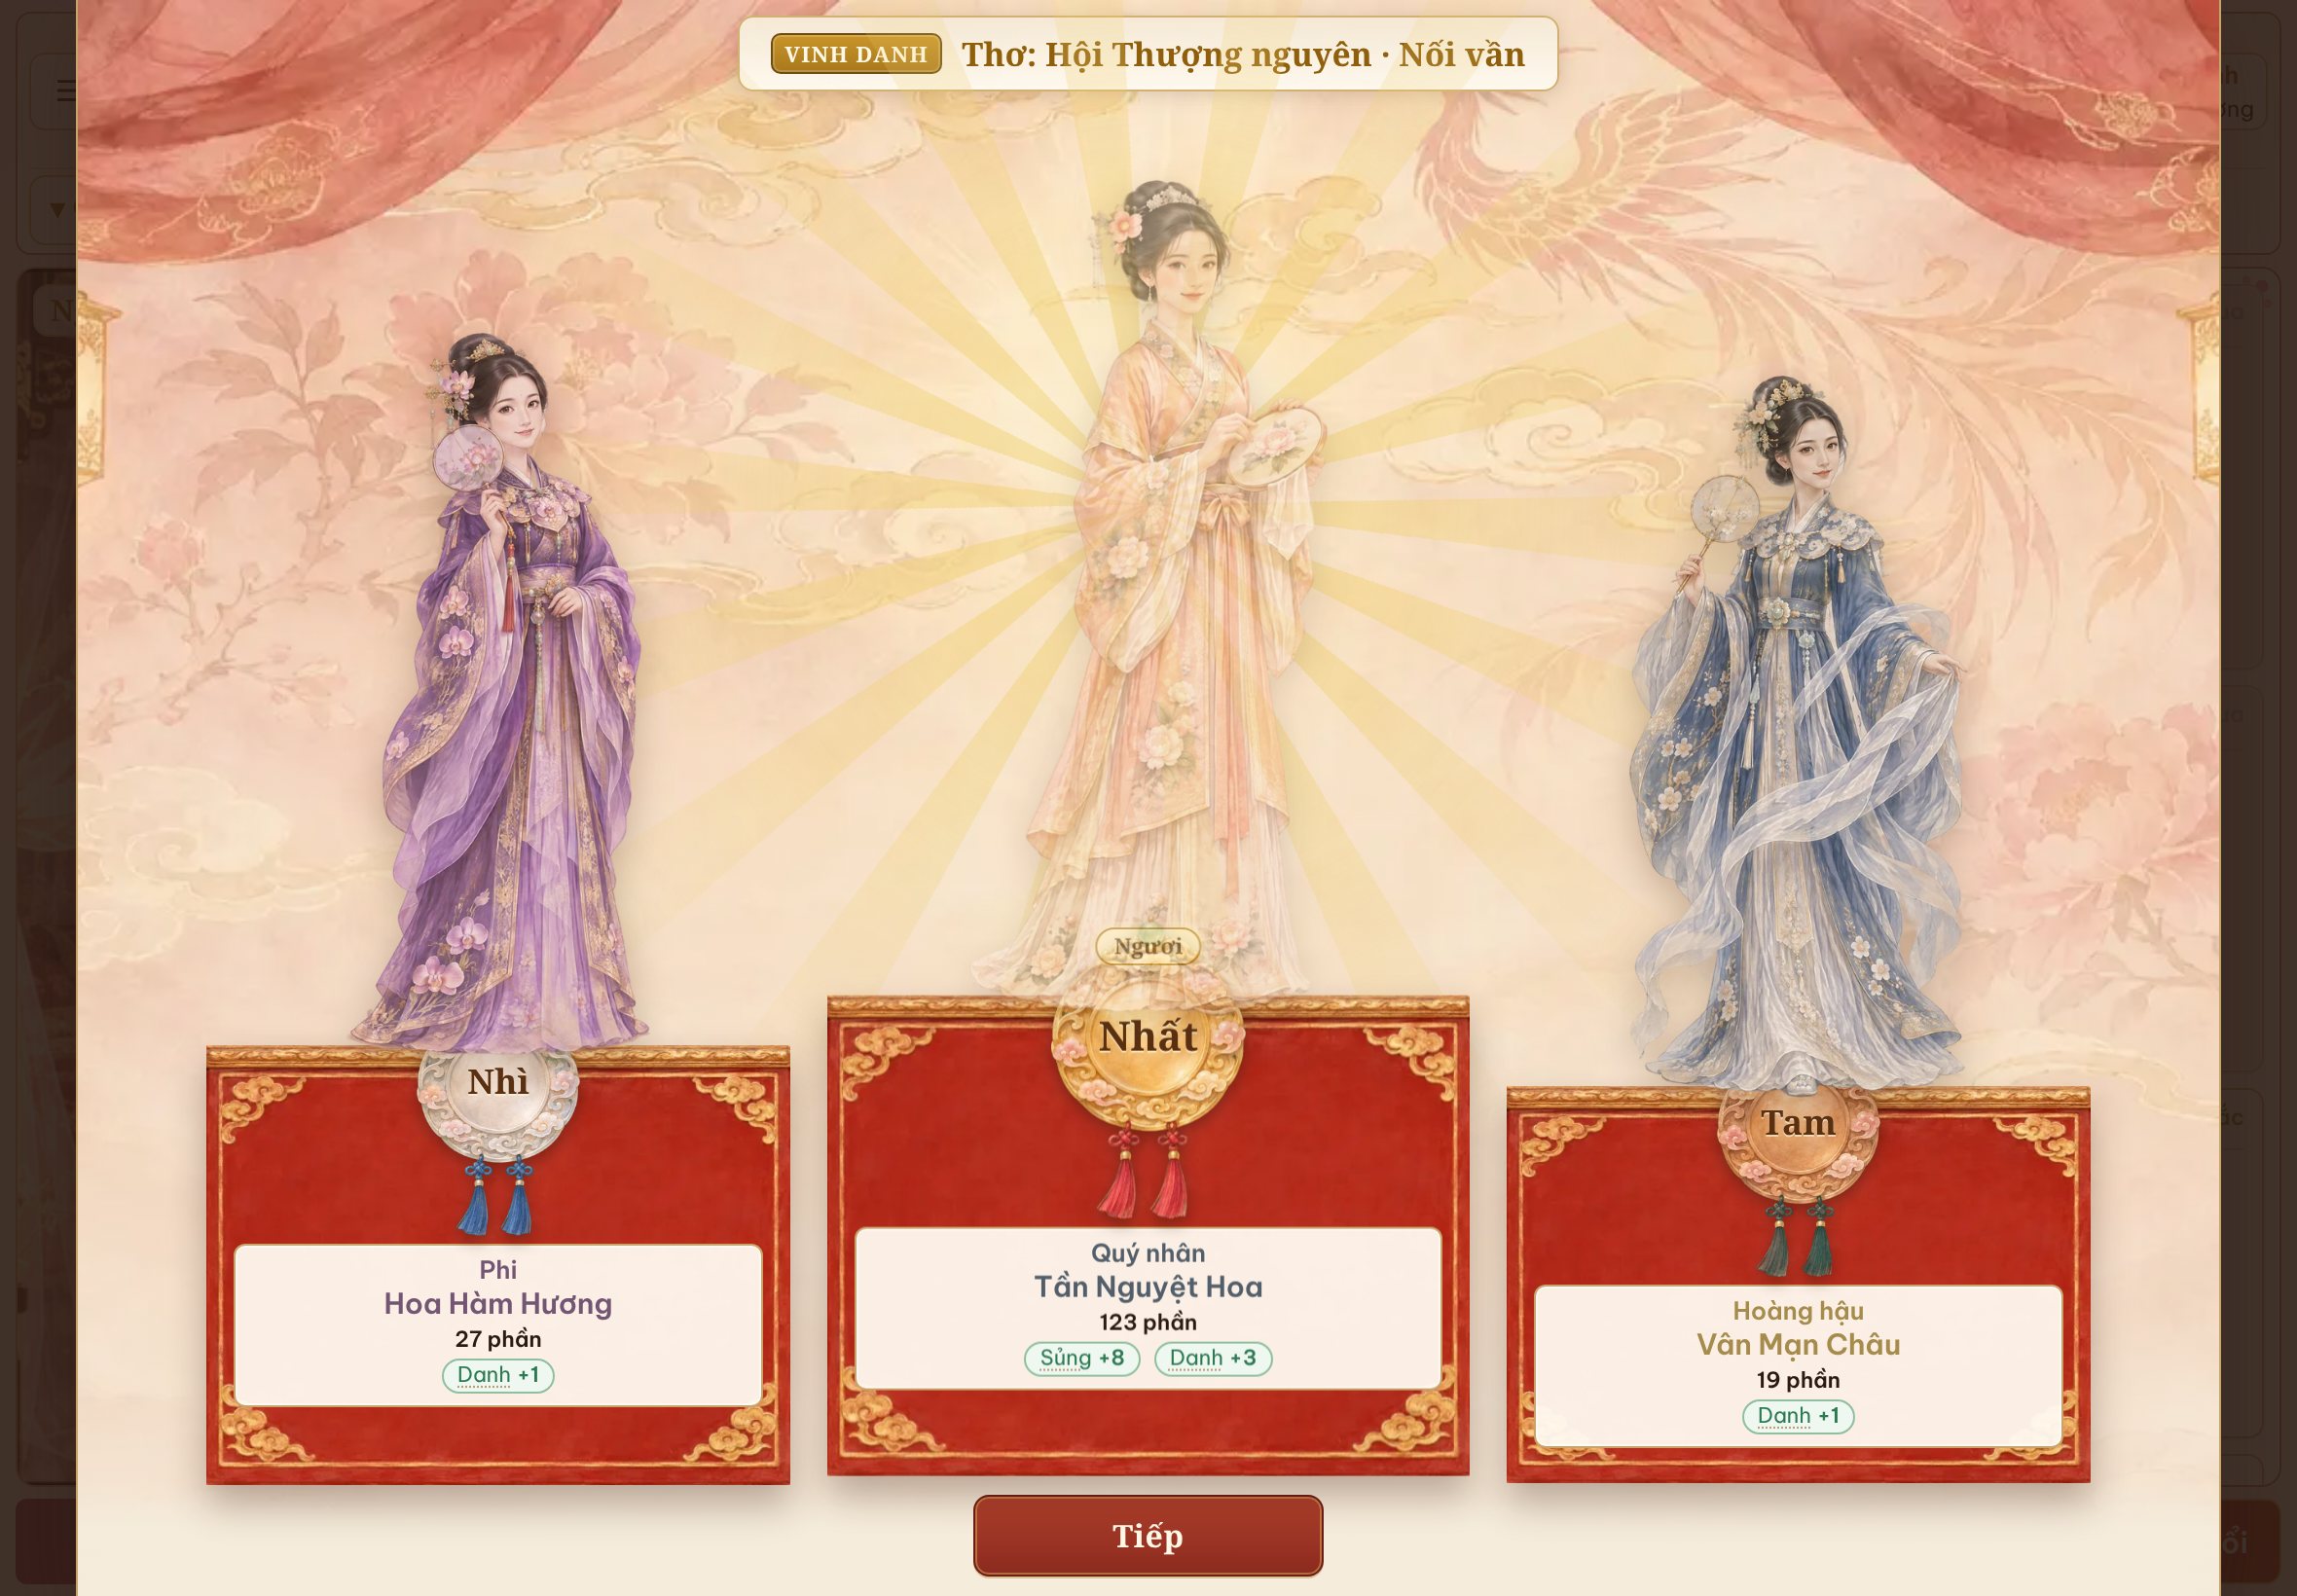 VINH DANH Thơ: Hội Thượng nguyên · Nối vần
Người
Nhất
Nhì
Tam
Phi
Hoa Hàm Hương
27 phần
Danh +1
Quý nhân
Tần Nguyệt Hoa
123 phần
Sủng +8 Danh +3
Hoàng hậu
Vân Mạn Châu
19 phần
Danh +1
Tiếp